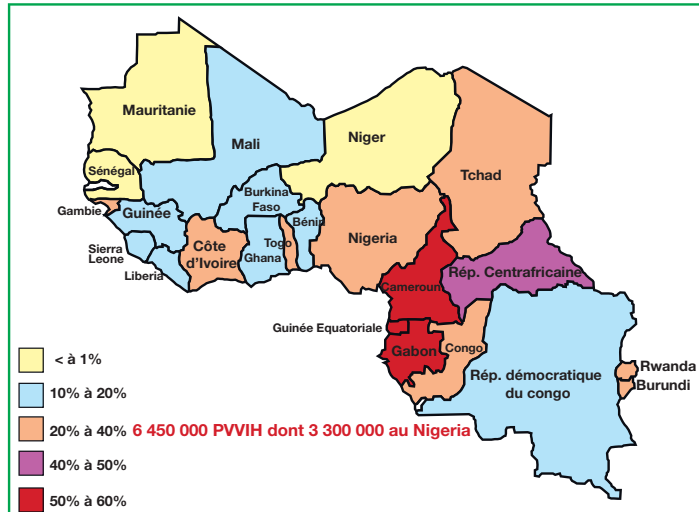 Mauritanie
Mali
Niger
Tchad
Sénégal
Gambie
Guinée
Burkina
Faso
Bénin
Sierra
Leone
Liberia
Côte
d'Ivoire
Ghana
Togo
Nigeria
Cameroun
Rép. Centrafricaine
Guinée Equatoriale
Gabon
Congo
Rép. démocratique
du congo
Rwanda
Burundi
< à 1%
10% à 20%
20% à 40% 6 450 000 PVVIH dont 3 300 000 au Nigeria
40% à 50%
50% à 60%